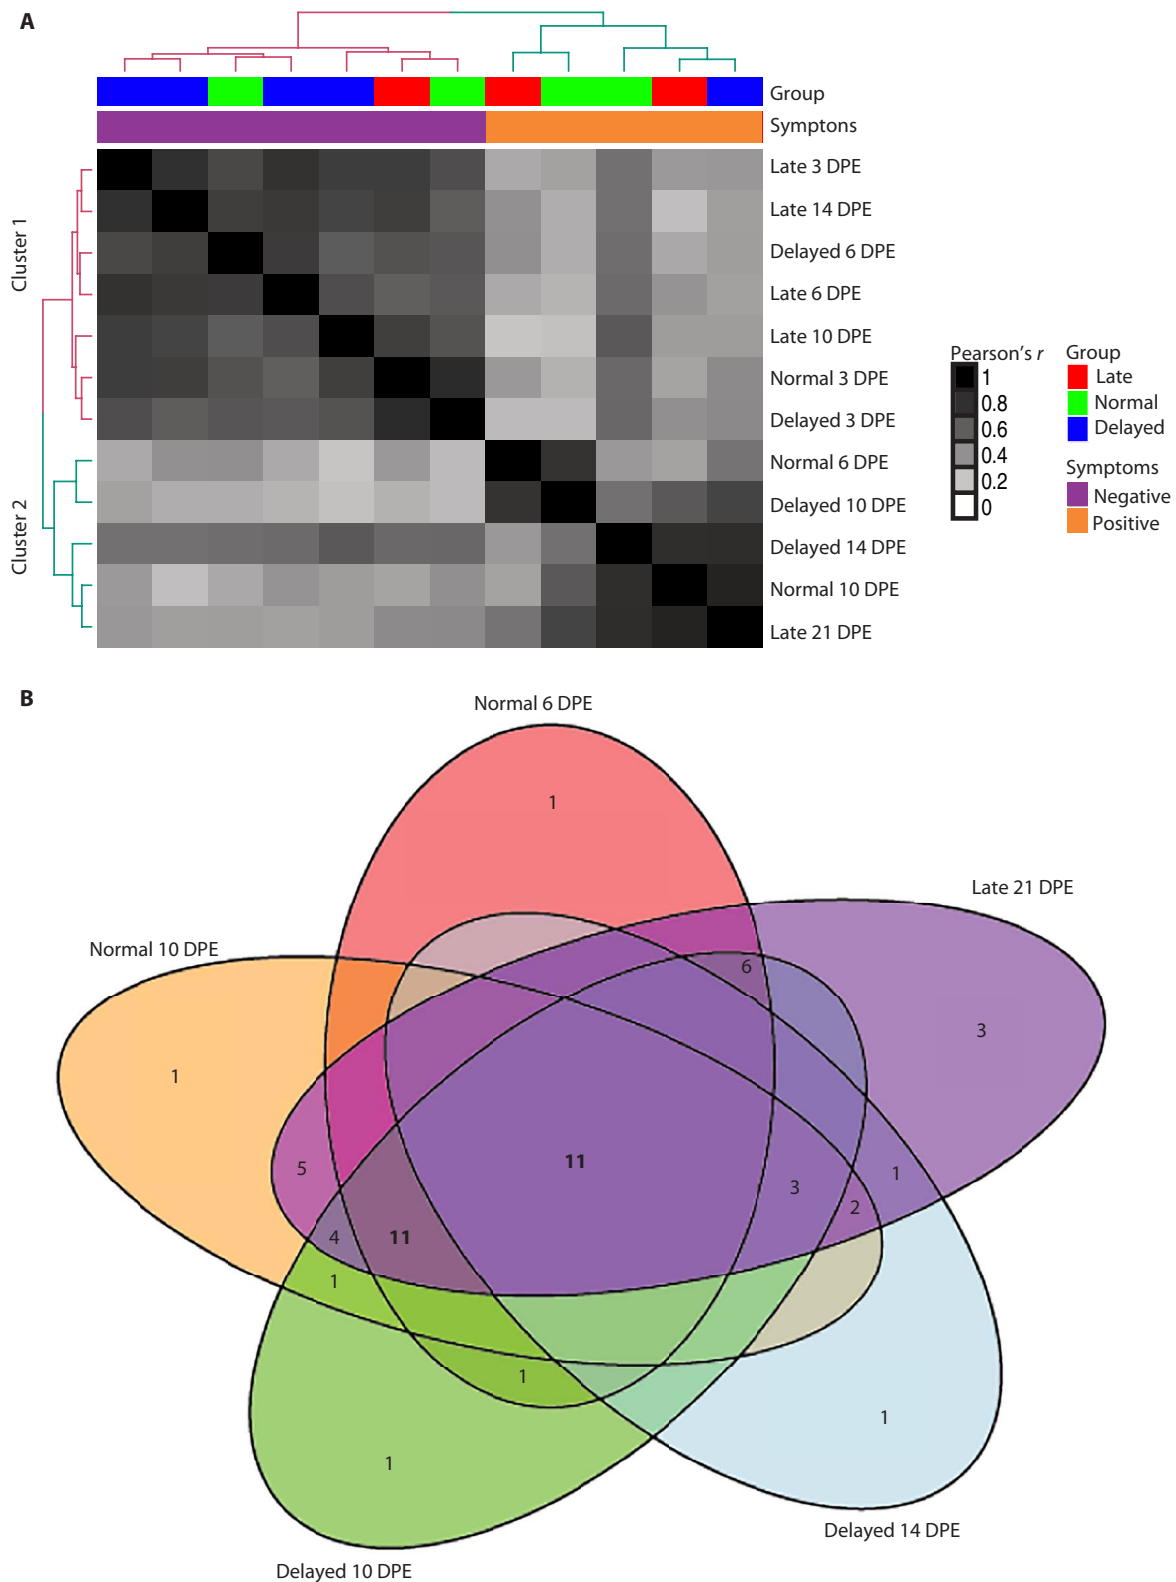 A
Group
Symptons
Cluster 1
Cluster 2
Late 3 DPE
Late 14 DPE
Delayed 6 DPE
Late 6 DPE
Late 10 DPE
Normal 3 DPE
Delayed 3 DPE
Normal 6 DPE
Delayed 10 DPE
Delayed 14 DPE
Normal 10 DPE
Late 21 DPE
Pearson's r
1
0.8
0.6
0.4
0.2
0
Group
Late
Normal
Delayed
Symptoms
Negative
Positive
B
Normal 6 DPE
1
Late 21 DPE
Normal 10 DPE
6
3
1
11
5
1
3
2
4
11
1
1
1
1
Delayed 14 DPE
Delayed 10 DPE